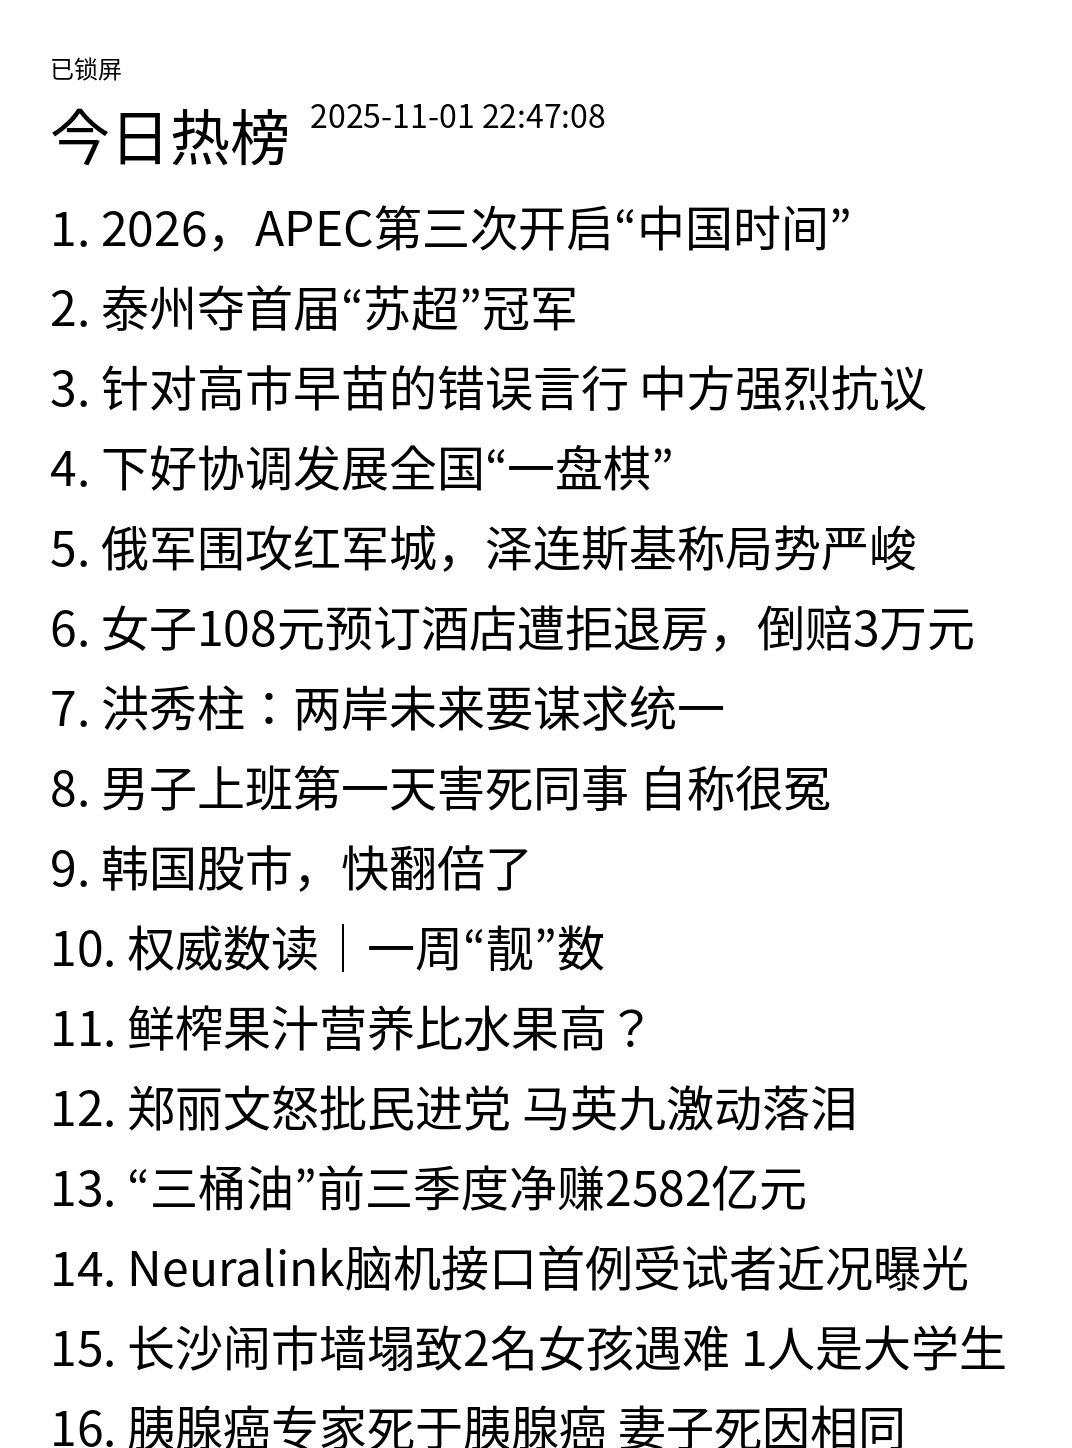 已锁屏
今日热榜 2025-11-01 22:47:08
1. 2026，APEC第三次开启“中国时间”
2. 泰州夺首届“苏超”冠军
3. 针对高市早苗的错误言行 中方强烈抗议
4. 下好协调发展全国“一盘棋”
5. 俄军围攻红军城，泽连斯基称局势严峻
6. 女子108元预订酒店遭拒退房，倒赔3万元
7. 洪秀柱：两岸未来要谋求统一
8. 男子上班第一天害死同事 自称很冤
9. 韩国股市，快翻倍了
10. 权威数读｜一周“靓”数
11. 鲜榨果汁营养比水果高？
12. 郑丽文怒批民进党 马英九激动落泪
13. “三桶油”前三季度净赚2582亿元
14. Neuralink脑机接口首例受试者近况曝光
15. 长沙闹市墙塌致2名女孩遇难 1人是大学生
16. 胰腺癌专家死于胰腺癌 妻子死因相同